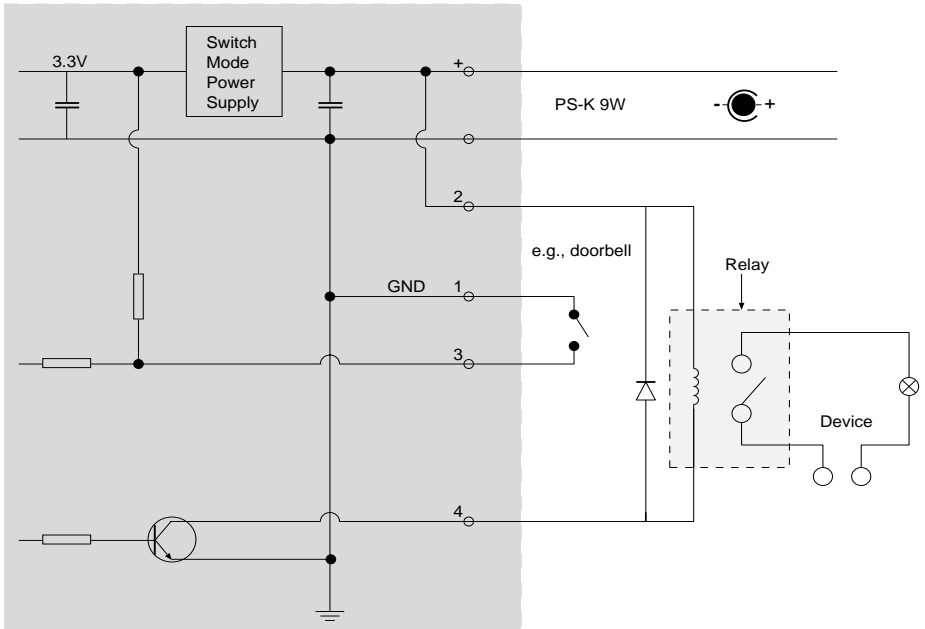 3.3V
Switch
Mode
Power
Supply
+
PS-K 9W
- +
2
e.g., doorbell
Relay
GND 1
3
Device
4